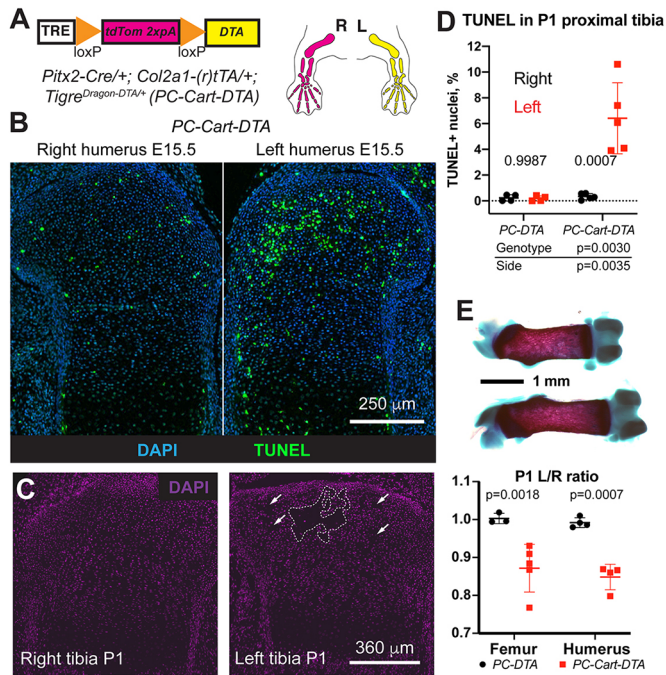 A
TRE
tdTom 2xpA
DTA
loxP
loxP
Pitx2-Cre/+; Col2a1-(r)tTA/+;
Tigre^Dragon-DTA/+ (PC-Cart-DTA)
R L
B
PC-Cart-DTA
Right humerus E15.5
Left humerus E15.5
250 µm
DAPI
TUNEL
C
DAPI
Right tibia P1
Left tibia P1
360 µm
D
TUNEL in P1 proximal tibia
TUNEL+ nuclei, %
12
10
8
6
4
2
0
Right
Left
0.9987
0.0007
PC-DTA
PC-Cart-DTA
Genotype p=0.0030
Side p=0.0035
E
1 mm
P1 L/R ratio
1.1
1.0
0.9
0.8
0.7
p=0.0018
p=0.0007
Femur
Humerus
PC-DTA
PC-Cart-DTA